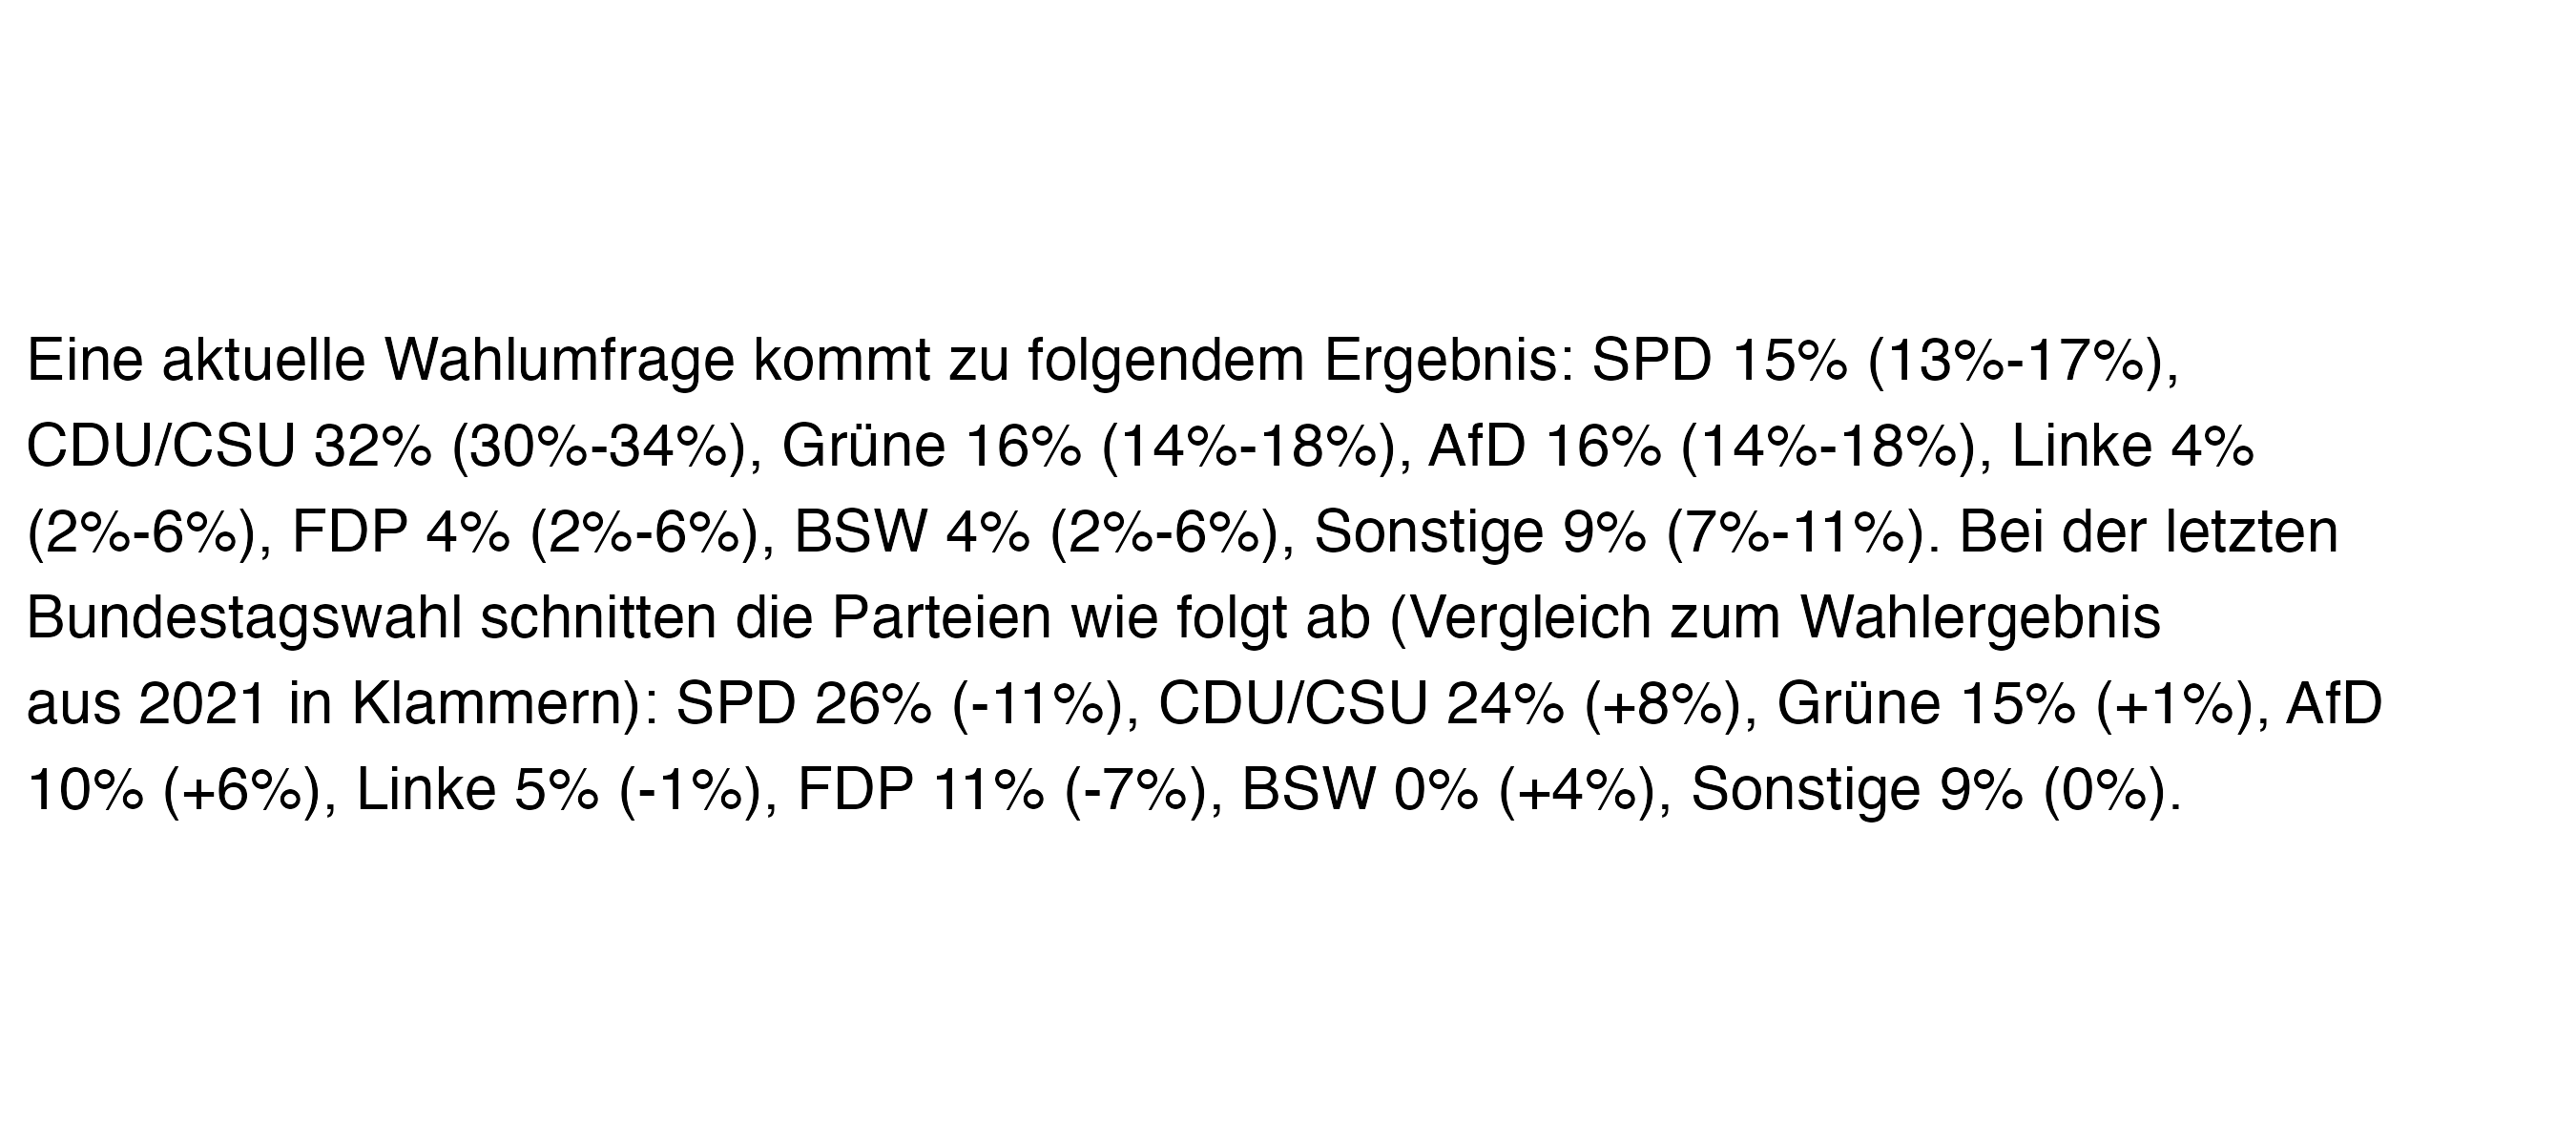 Eine aktuelle Wahlumfrage kommt zu folgendem Ergebnis: SPD 15% (13%-17%),
CDU/CSU 32% (30%-34%), Grüne 16% (14%-18%), AfD 16% (14%-18%), Linke 4%
(2%-6%), FDP 4% (2%-6%), BSW 4% (2%-6%), Sonstige 9% (7%-11%). Bei der letzten
Bundestagswahl schnitten die Parteien wie folgt ab (Vergleich zum Wahlergebnis
aus 2021 in Klammern): SPD 26% (-11%), CDU/CSU 24% (+8%), Grüne 15% (+1%), AfD
10% (+6%), Linke 5% (-1%), FDP 11% (-7%), BSW 0% (+4%), Sonstige 9% (0%).